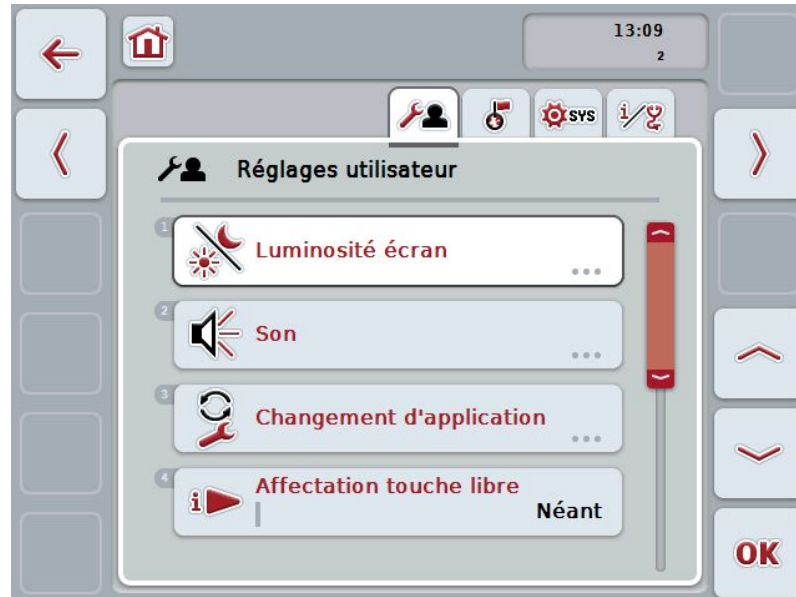 13:09
2
SYS
i
Réglages utilisateur
1
Luminosité écran
2
Son
3
Changement d'application
4
i
Affectation touche libre
Néant
OK